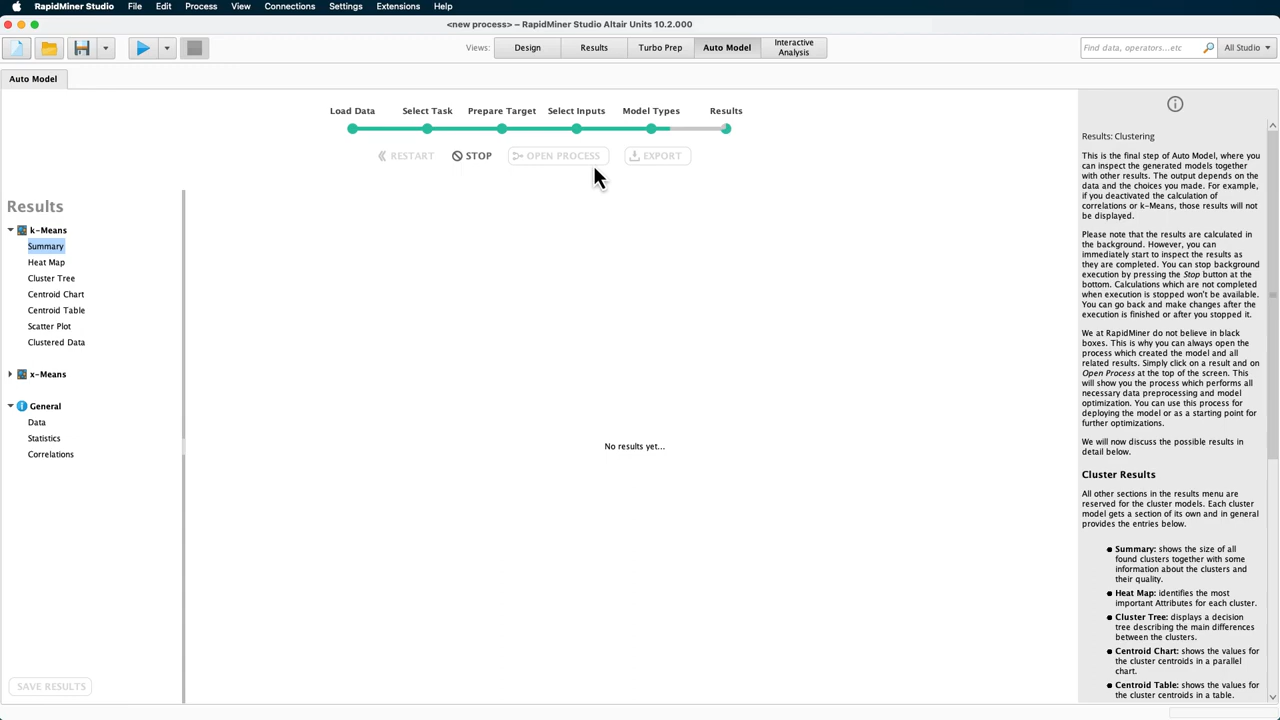 RapidMiner Studio File Edit Process View Connections Settings Extensions Help
<new process> – RapidMiner Studio Altair Units 10.2.000
Views: Design Results Turbo Prep Auto Model Interactive Analysis
Find data, operators...etc All Studio
Auto Model
Load Data Select Task Prepare Target Select Inputs Model Types Results
RESTART STOP OPEN PROCESS EXPORT
Results
k-Means
Summary
Heat Map
Cluster Tree
Centroid Chart
Centroid Table
Scatter Plot
Clustered Data
x-Means
General
Data
Statistics
Correlations
SAVE RESULTS
No results yet...
Results: Clustering
This is the final step of Auto Model, where you
can inspect the generated models together
with other results. The output depends on the
data and the choices you made. For example,
if you deactivated the calculation of
correlations or k-Means, those results will not
be displayed.
Please note that the results are calculated in
the background. However, you can
immediately start to inspect the results as
they are completed. You can stop background
execution by pressing the Stop button at the
bottom. Calculations which are not completed
when execution is stopped won't be available.
You can go back and make changes after the
execution is finished or after you stopped it.
We at RapidMiner do not believe in black
boxes. This is why you can always open the
process which created the model and all
related results. Simply click on a result and on
Open Process at the top of the screen. This
will show you the process which performs all
necessary data preprocessing and model
optimization. You can use this process for
deploying the model or as a starting point for
further optimizations.
We will now discuss the possible results in
detail below.
Cluster Results
All other sections in the results menu are
reserved for the cluster models. Each cluster
model gets a section of its own and in general
provides the entries below.
Summary: shows the size of all
found clusters together with some
information about the clusters and
their quality.
Heat Map: identifies the most
important Attributes for each cluster.
Cluster Tree: displays a decision
tree describing the main differences
between the clusters.
Centroid Chart: shows the values for
the cluster centroids in a parallel
chart.
Centroid Table: shows the values for
the cluster centroids in a table.